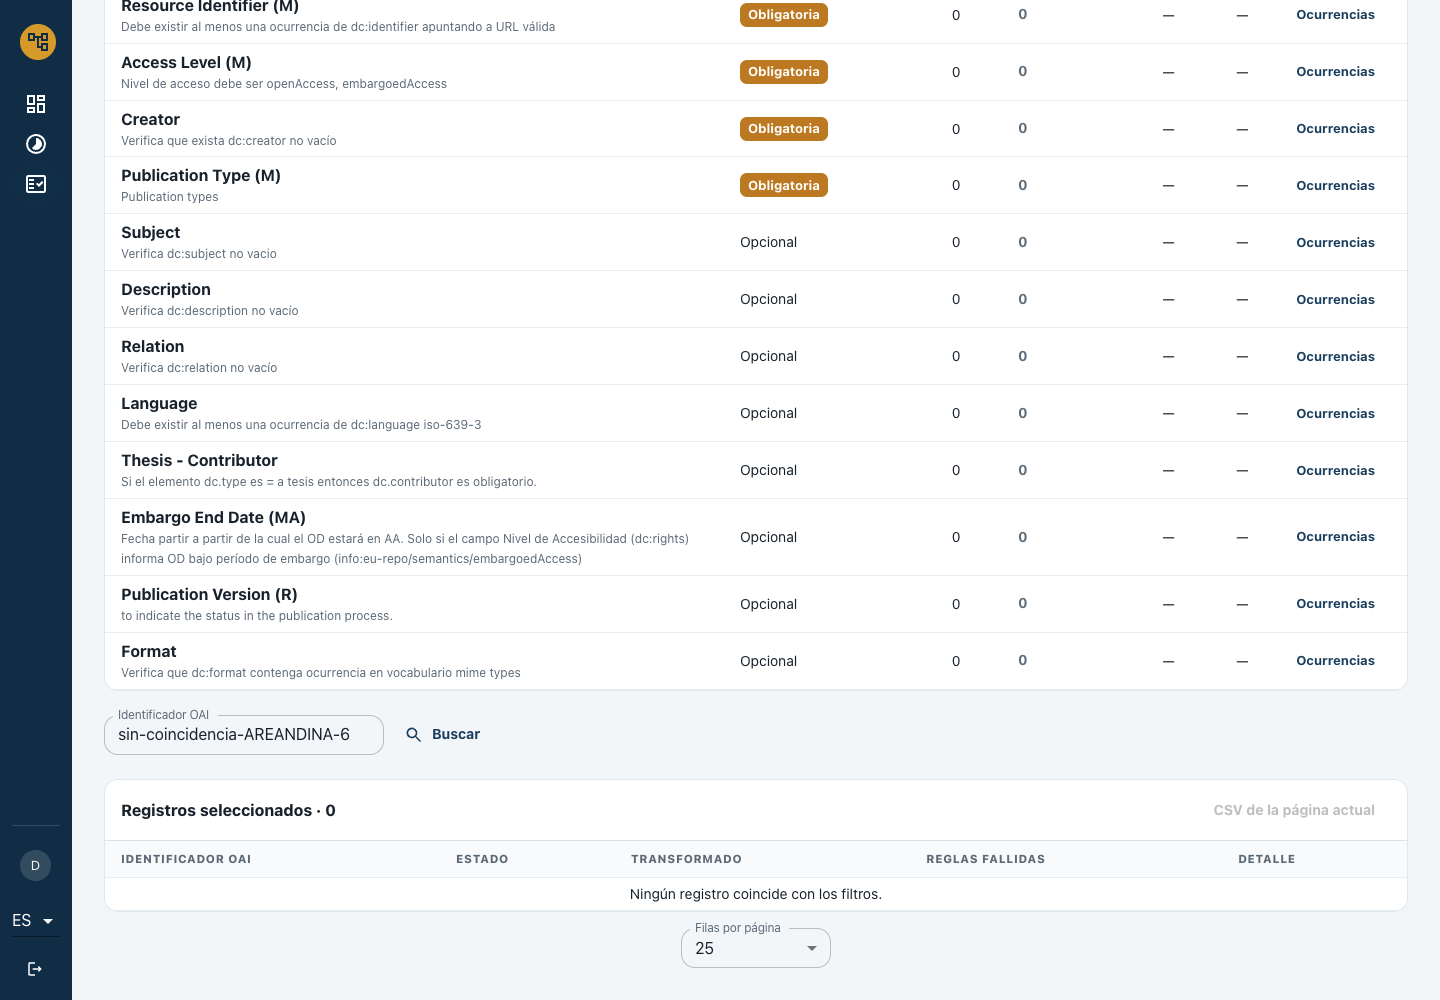 Resource Identifier (M)
Debe existir al menos una ocurrencia de dc:identifier apuntando a URL válida
Obligatoria 0 0 — — Ocurrencias
Access Level (M)
Nivel de acceso debe ser openAccess, embargoedAccess
Obligatoria 0 0 — — Ocurrencias
Creator
Verifica que exista dc:creator no vacío
Obligatoria 0 0 — — Ocurrencias
Publication Type (M)
Publication types
Obligatoria 0 0 — — Ocurrencias
Subject
Verifica dc:subject no vacio
Opcional 0 0 — — Ocurrencias
Description
Verifica dc:description no vacío
Opcional 0 0 — — Ocurrencias
Relation
Verifica dc:relation no vacío
Opcional 0 0 — — Ocurrencias
Language
Debe existir al menos una ocurrencia de dc:language iso-639-3
Opcional 0 0 — — Ocurrencias
Thesis - Contributor
Si el elemento dc.type es = a tesis entonces dc.contributor es obligatorio.
Opcional 0 0 — — Ocurrencias
Embargo End Date (MA)
Fecha partir a partir de la cual el OD estará en AA. Solo si el campo Nivel de Accesibilidad (dc:rights)
informa OD bajo período de embargo (info:eu-repo/semantics/embargoedAccess)
Opcional 0 0 — — Ocurrencias
Publication Version (R)
to indicate the status in the publication process.
Opcional 0 0 — — Ocurrencias
Format
Verifica que dc:format contenga ocurrencia en vocabulario mime types
Opcional 0 0 — — Ocurrencias
Identificador OAI
sin-coincidencia-AREANDINA-6
Buscar
Registros seleccionados · 0
CSV de la página actual
IDENTIFICADOR OAI ESTADO TRANSFORMADO REGLAS FALLIDAS DETALLE
Ningún registro coincide con los filtros.
Filas por página
25
D
ES